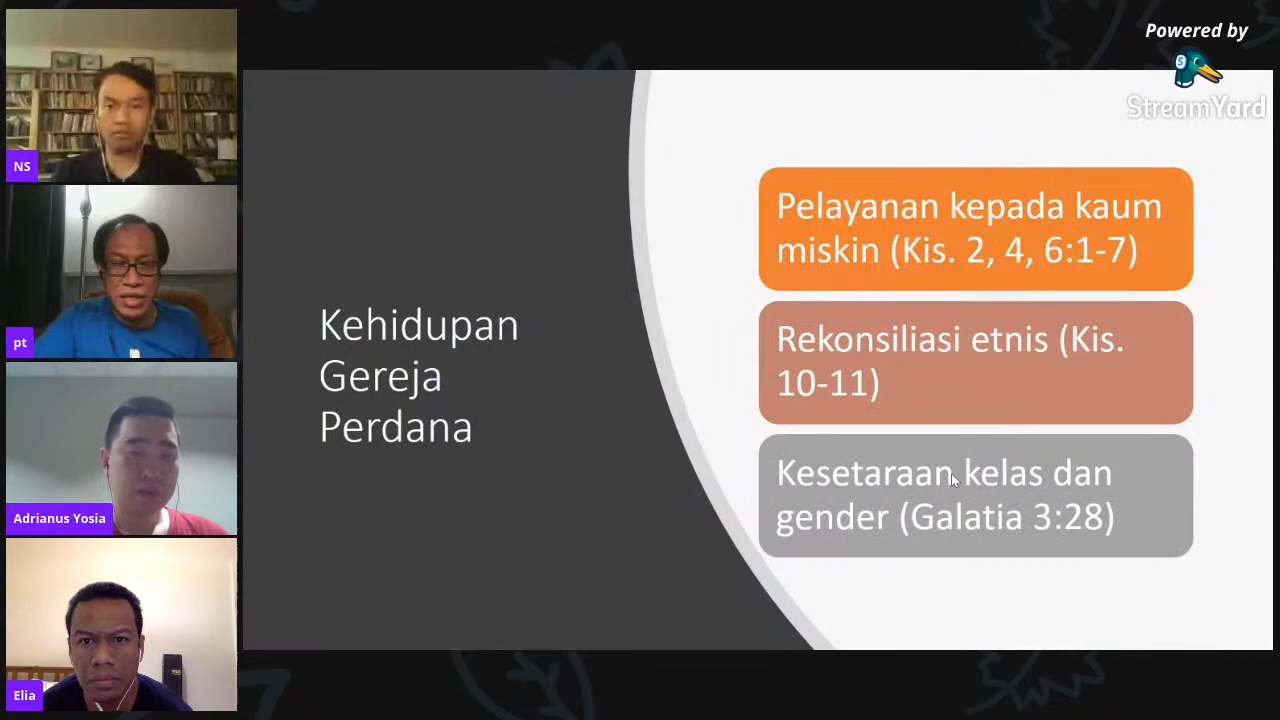 NS
pt
Adrianus Yosia
Elia
Kehidupan
Gereja
Perdana
Pelayanan kepada kaum
miskin (Kis. 2, 4, 6:1-7)
Rekonsiliasi etnis (Kis.
10-11)
Kesetaraan kelas dan
gender (Galatia 3:28)
Powered by
StreamYard